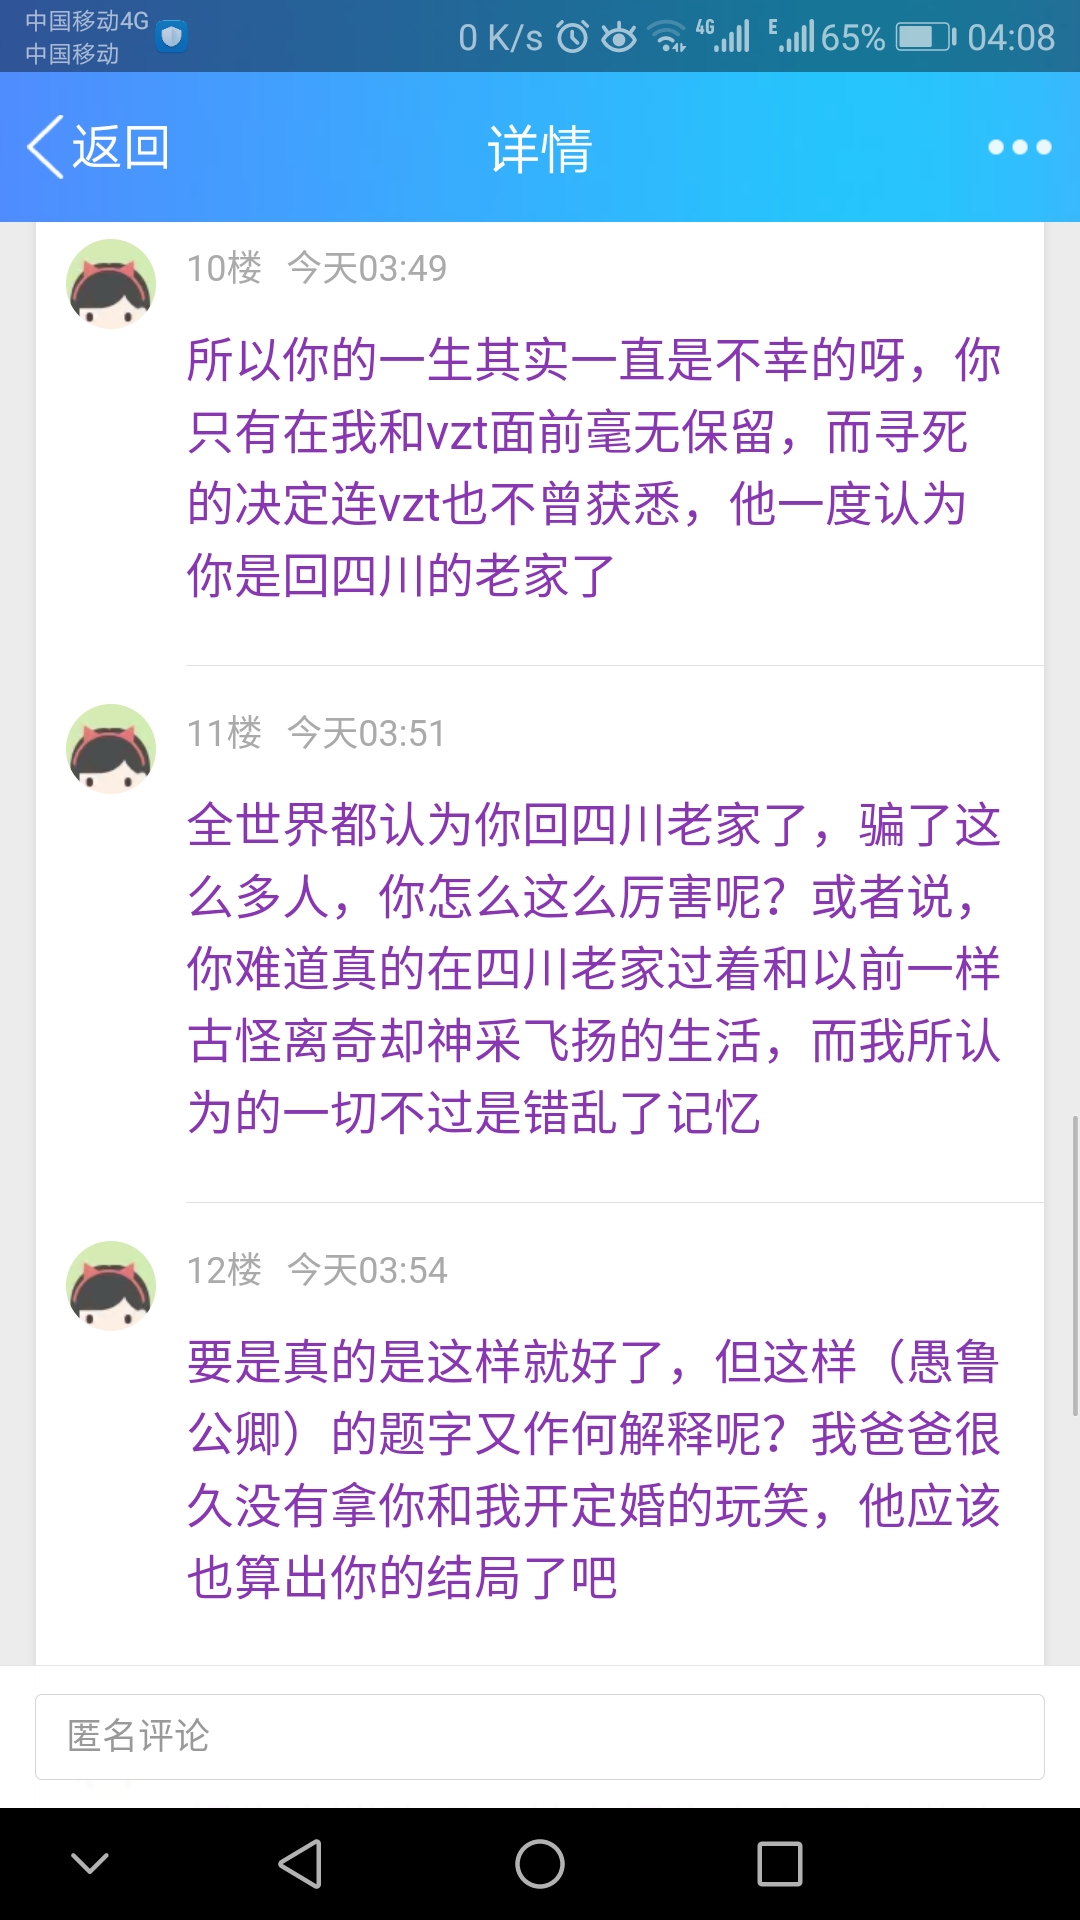 中国移动4G
中国移动
0 K/s 4G E 65% 04:08
返回 详情
10楼 今天03:49
所以你的一生其实一直是不幸的呀，你
只有在我和vzt面前毫无保留，而寻死
的决定连vzt也不曾获悉，他一度认为
你是回四川的老家了
11楼 今天03:51
全世界都认为你回四川老家了，骗了这
么多人，你怎么这么厉害呢？或者说，
你难道真的在四川老家过着和以前一样
古怪离奇却神采飞扬的生活，而我所认
为的一切不过是错乱了记忆
12楼 今天03:54
要是真的是这样就好了，但这样（愚鲁
公卿）的题字又作何解释呢？我爸爸很
久没有拿你和我开定婚的玩笑，他应该
也算出你的结局了吧
匿名评论